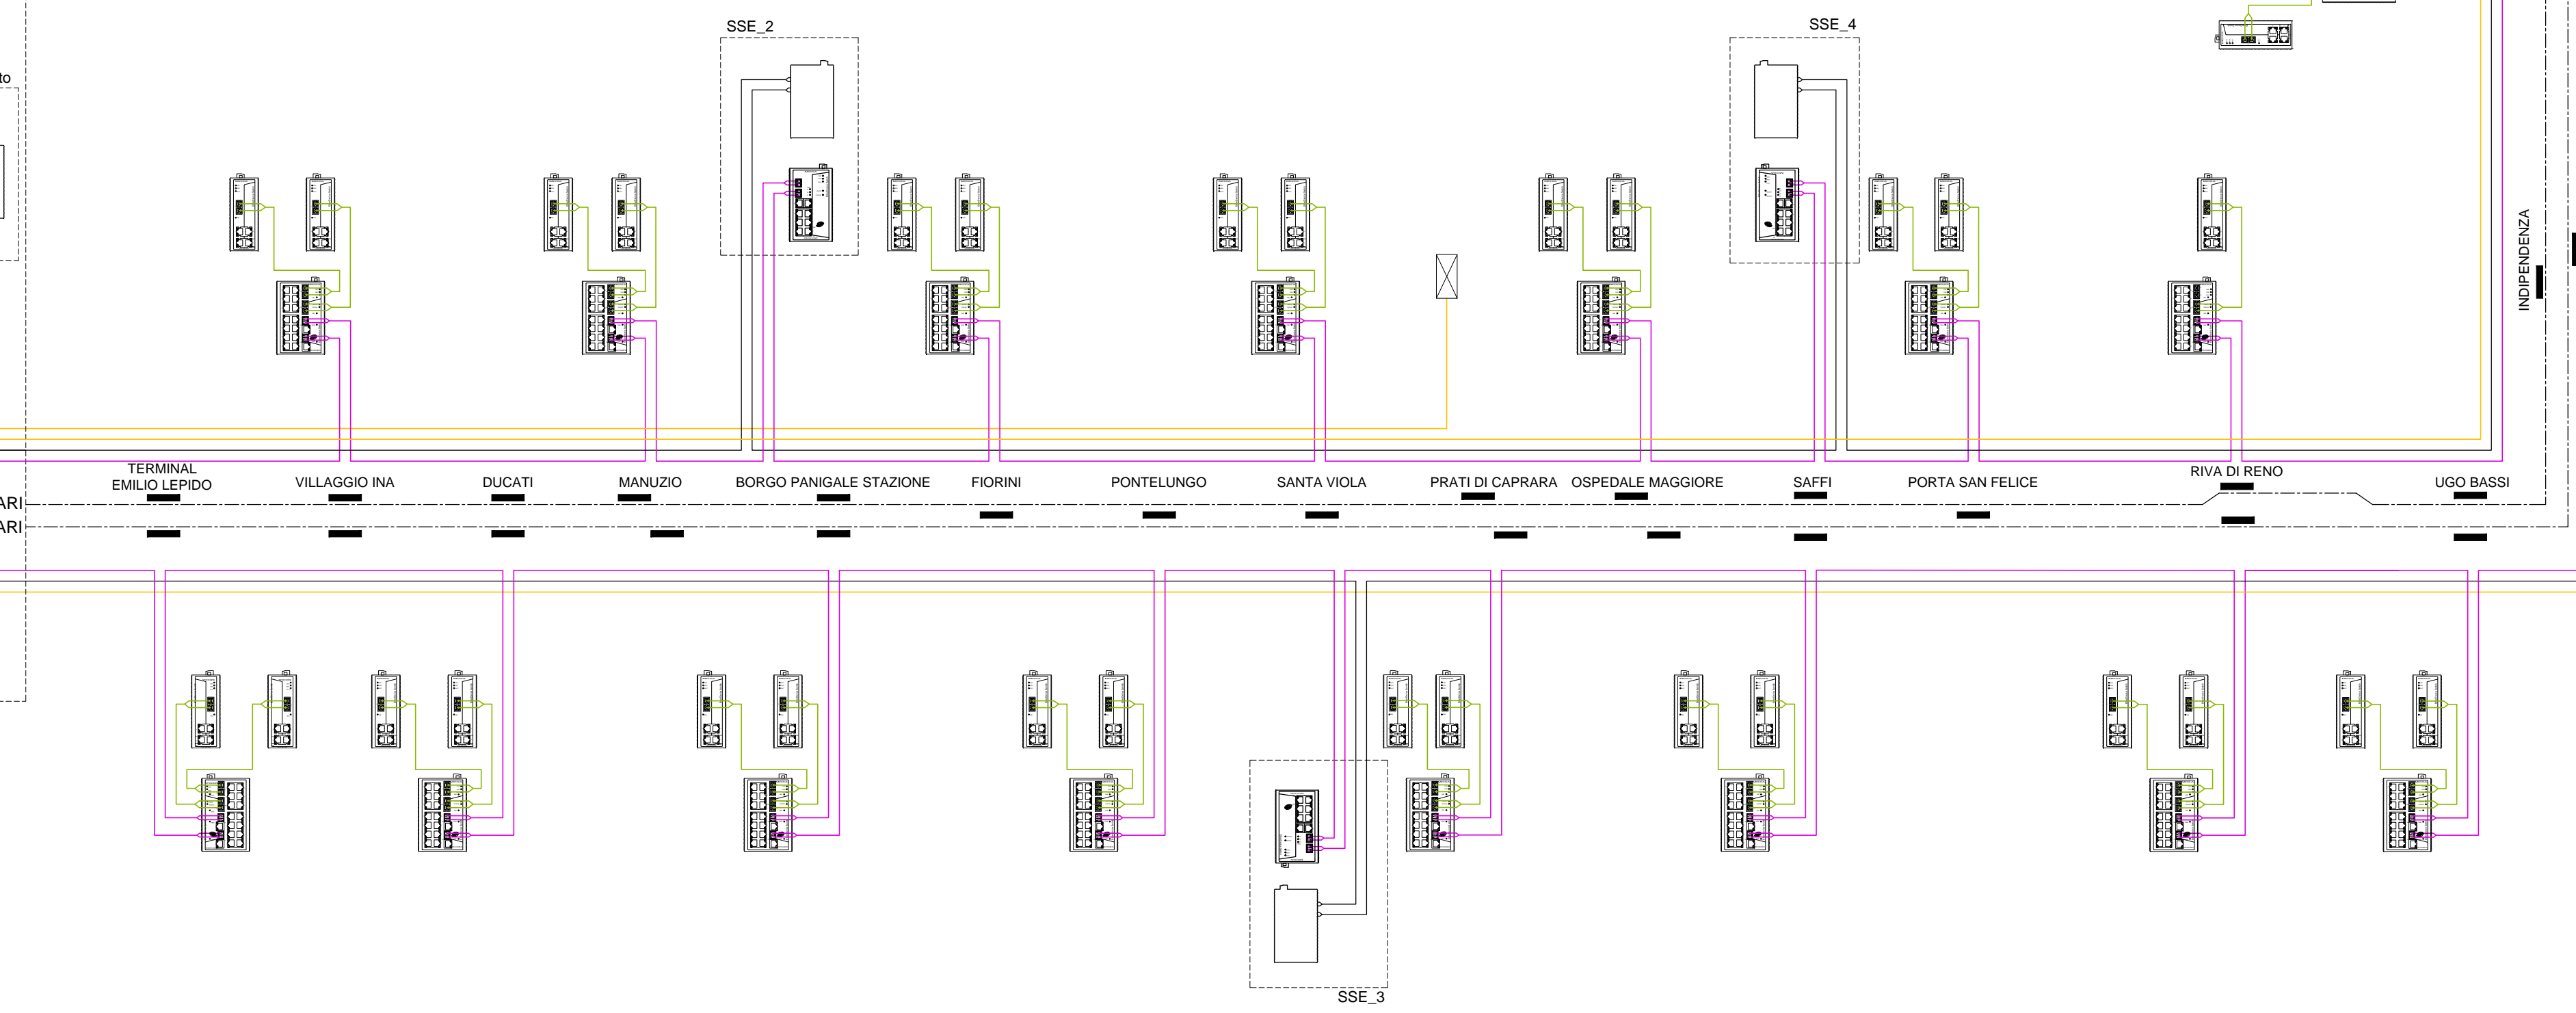 SSE_2
SSE_4
to
INDIPENDENZA
TERMINAL
EMILIO LEPIDO
VILLAGGIO INA
DUCATI
MANUZIO
BORGO PANIGALE STAZIONE
FIORINI
PONTELUNGO
SANTA VIOLA
PRATI DI CAPRARA
OSPEDALE MAGGIORE
SAFFI
PORTA SAN FELICE
RIVA DI RENO
UGO BASSI
ARI
ARI
SSE_3